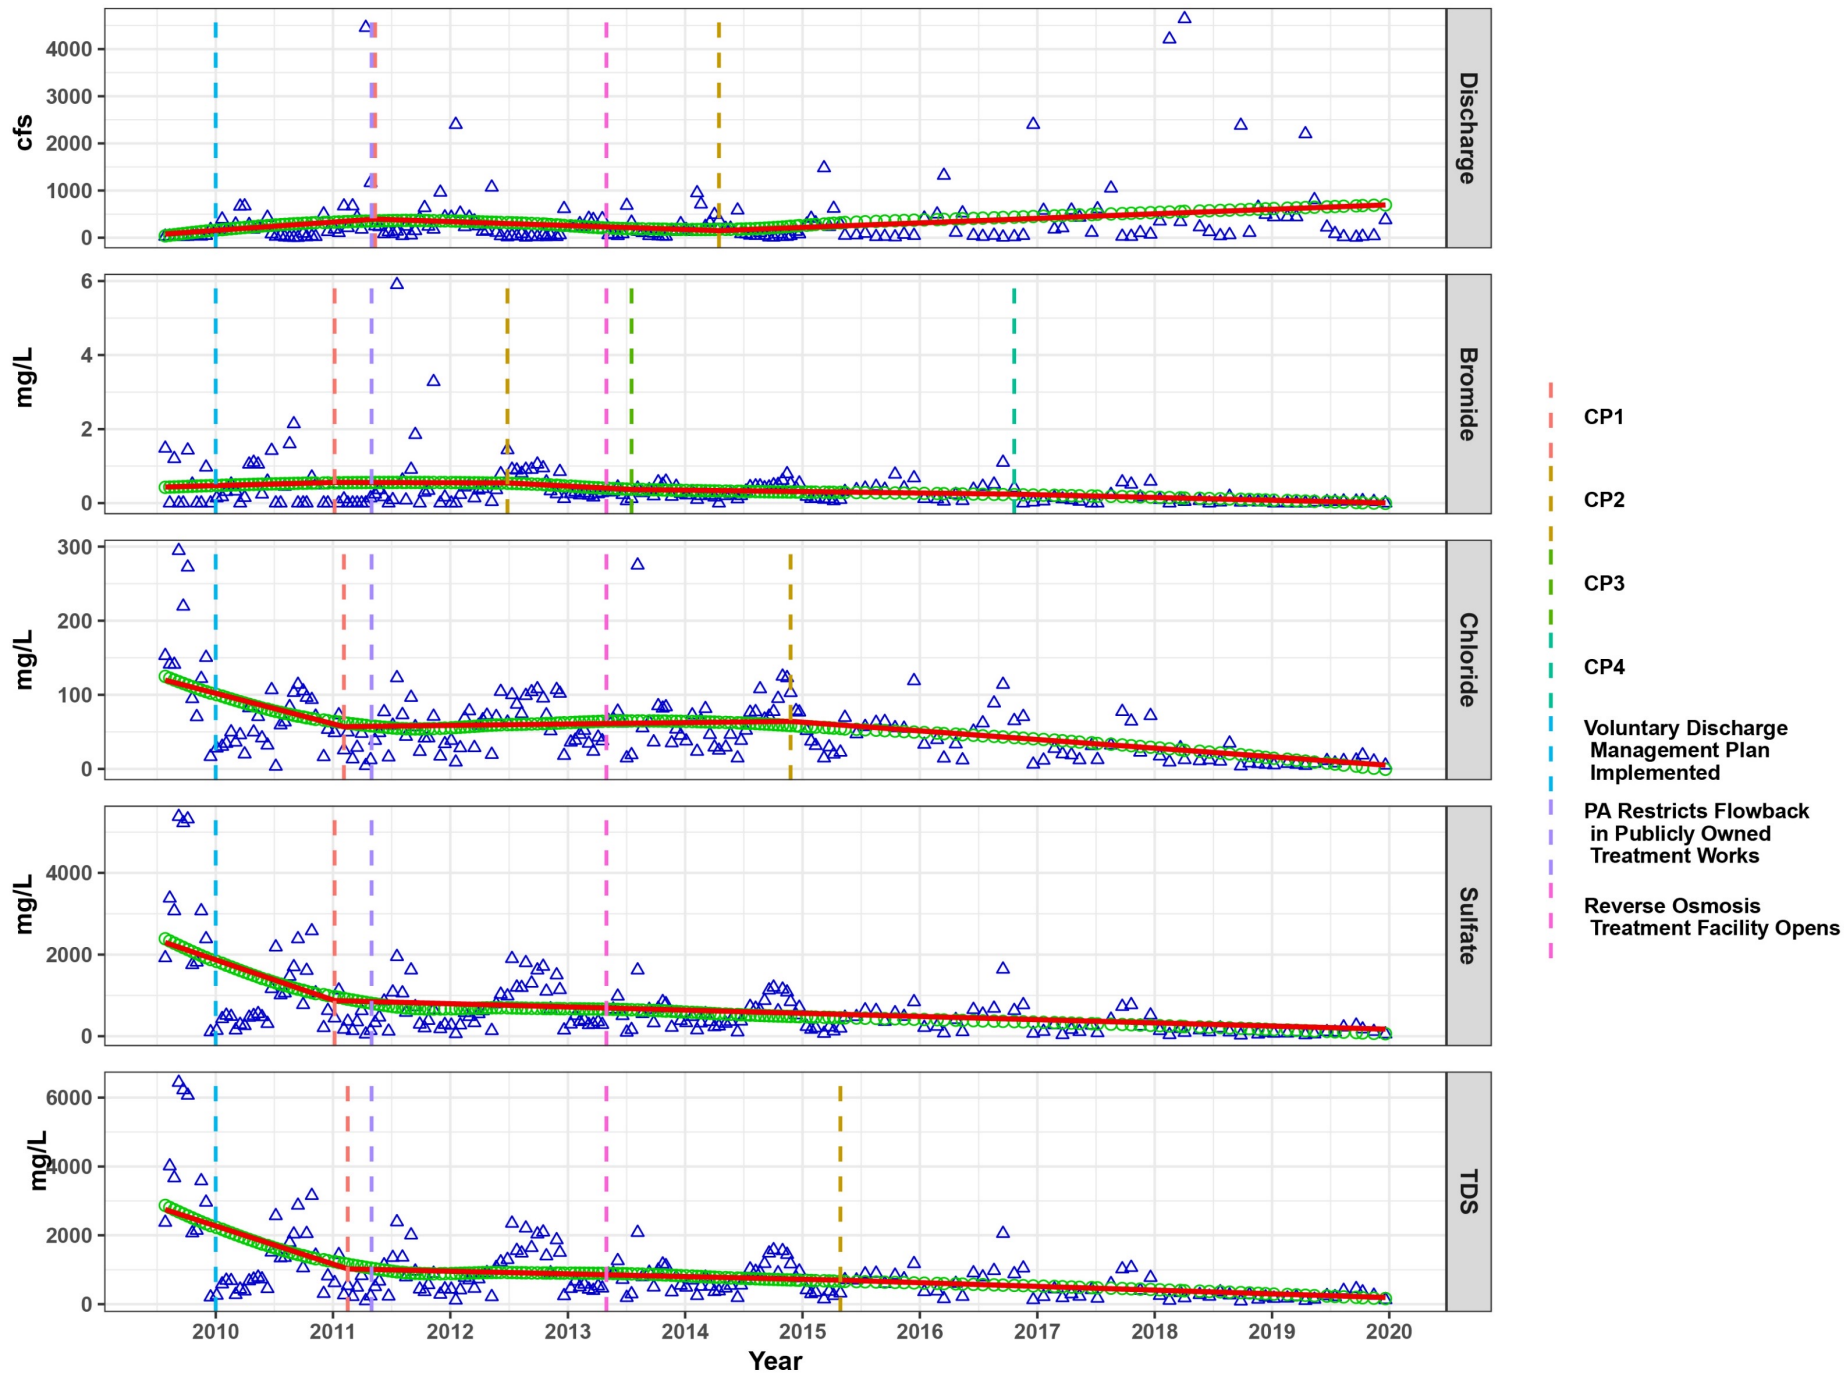 4000
3000
2000
1000
0
cfs
Discharge
6
4
2
0
mg/L
Bromide
300
200
100
0
mg/L
Chloride
4000
2000
0
mg/L
Sulfate
6000
4000
2000
0
mg/L
TDS
2010 2011 2012 2013 2014 2015 2016 2017 2018 2019 2020
Year
CP1
CP2
CP3
CP4
Voluntary Discharge
Management Plan
Implemented
PA Restricts Flowback
in Publicly Owned
Treatment Works
Reverse Osmosis
Treatment Facility Opens